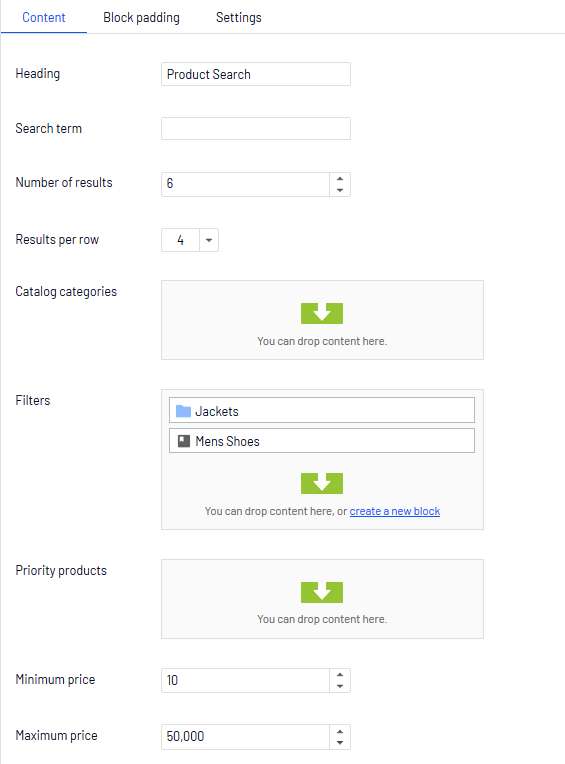 Content Block padding Settings
Heading Product Search
Search term
Number of results 6
Results per row 4
Catalog categories
You can drop content here.
Filters
Jackets
Mens Shoes
You can drop content here, or create a new block
Priority products
You can drop content here.
Minimum price 10
Maximum price 50,000